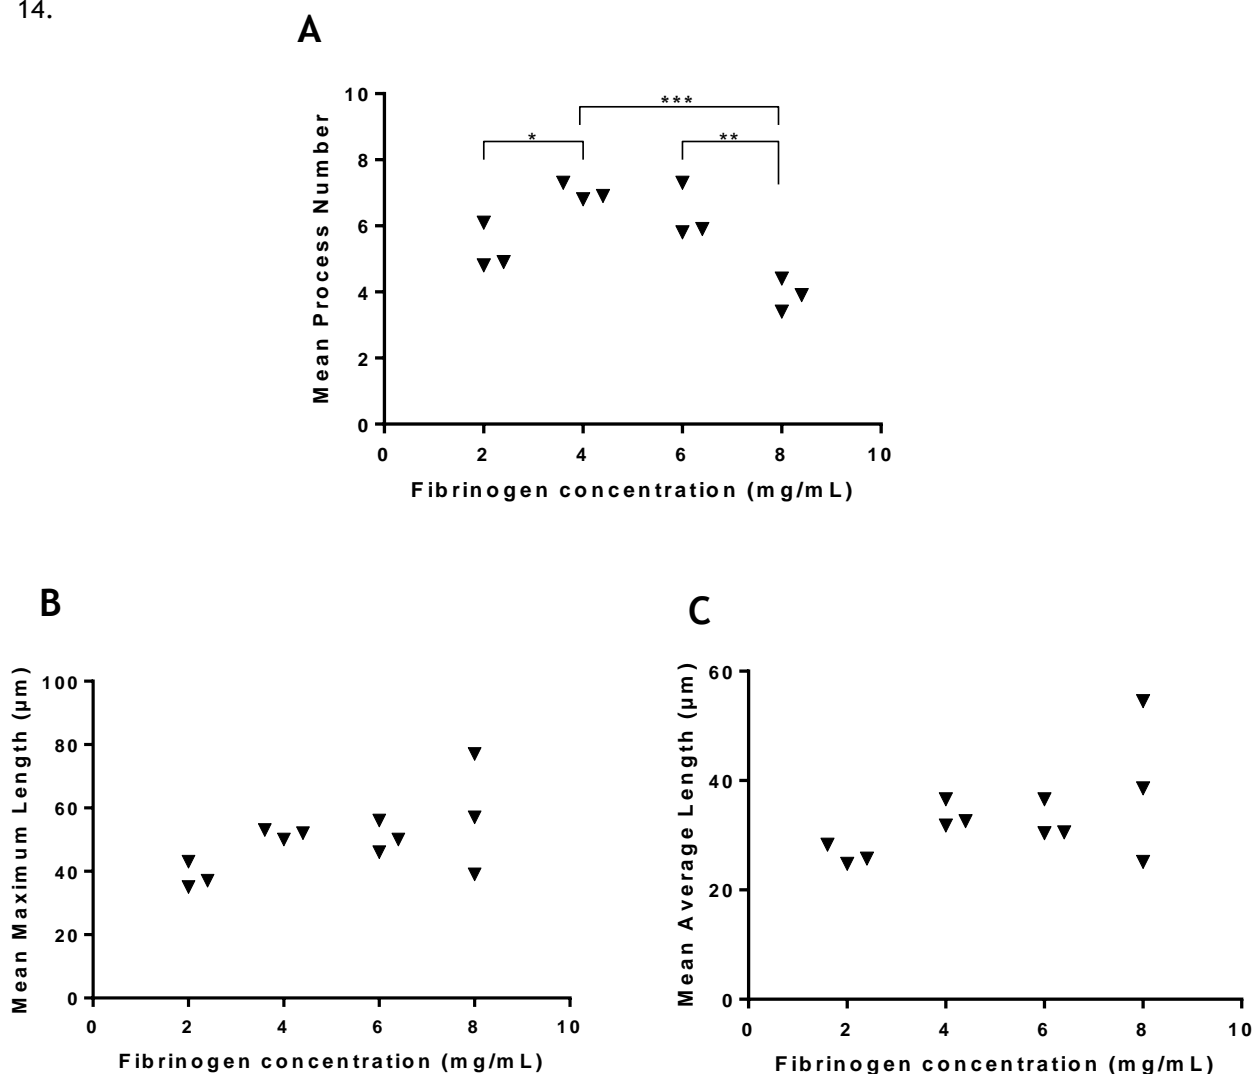 14.
A
10
8
6
4
2
0
Mean Process Number
***
*
**
0 2 4 6 8 10
Fibrinogen concentration (mg/mL)
B
100
80
60
40
20
0
Mean Maximum Length (µm)
0 2 4 6 8 10
Fibrinogen concentration (mg/mL)
C
60
40
20
0
Mean Average Length (µm)
0 2 4 6 8 10
Fibrinogen concentration (mg/mL)